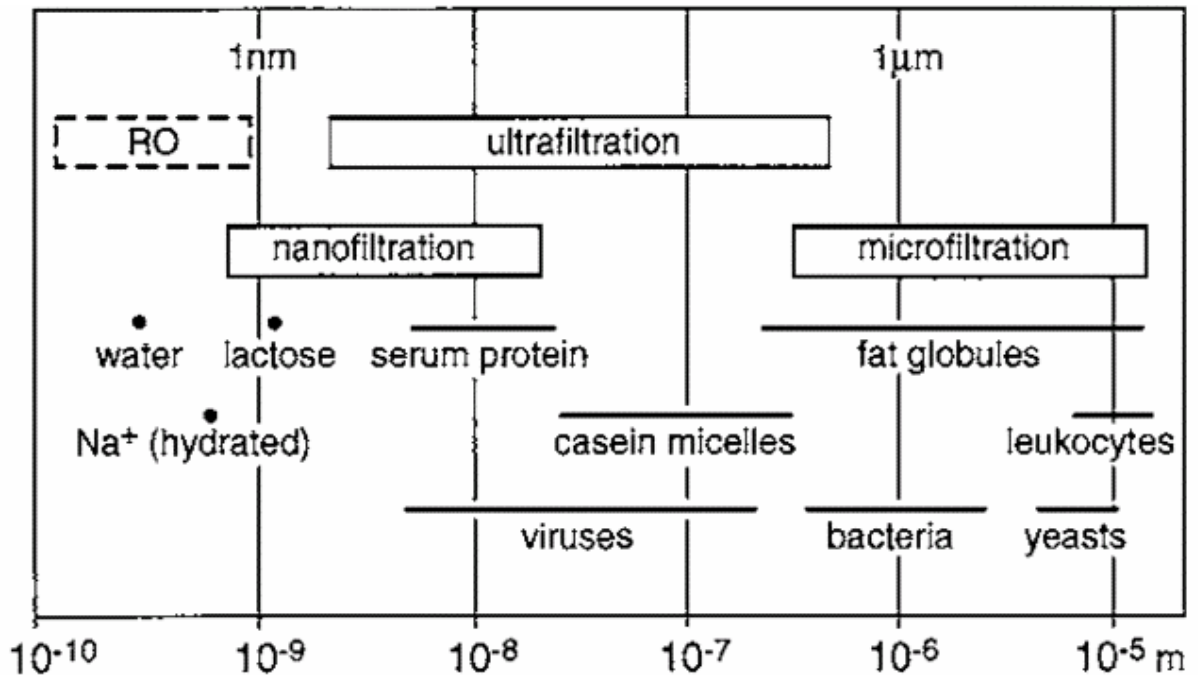 1nm 1µm
RO ultrafiltration
nanofiltration microfiltration
water lactose serum protein fat globules
Na⁺ (hydrated) casein micelles leukocytes
viruses bacteria yeasts
10⁻¹⁰ 10⁻⁹ 10⁻⁸ 10⁻⁷ 10⁻⁶ 10⁻⁵ m